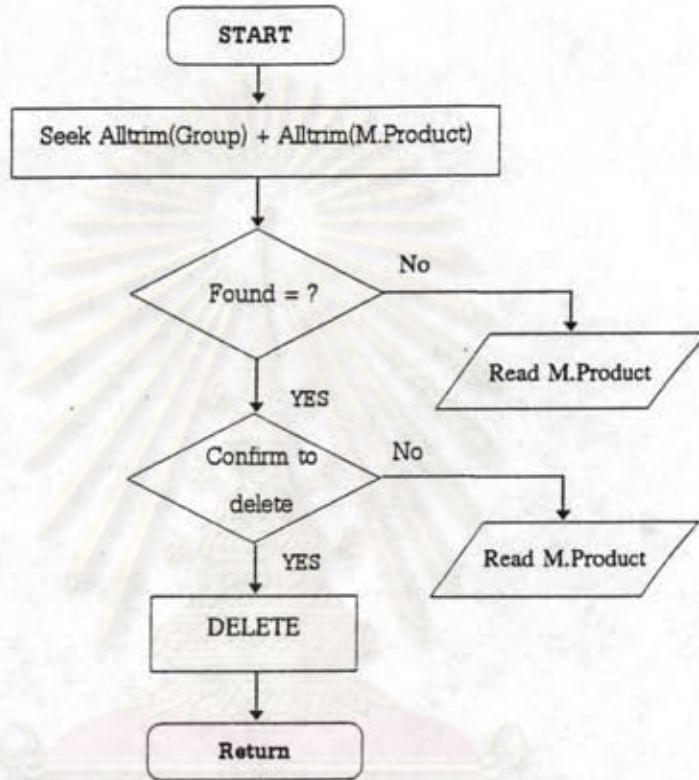 START
Seek Alltrim(Group) + Alltrim(M.Product)
Found = ?
No
Read M.Product
YES
Confirm to
delete
No
Read M.Product
YES
DELETE
Return